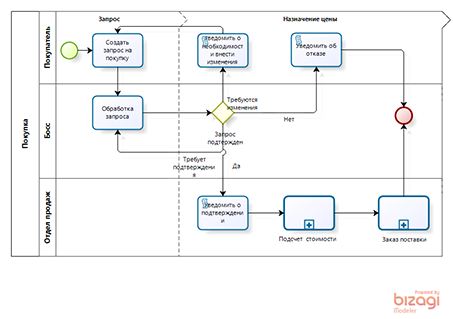 Запрос
Назначение цены
Покупка
Покупатель
Босс
Отдел продаж
Создать
запрос на
покупку
Уведомить о
необходимост
и внести
изменения
Уведомить об
отказе
Обработка
запроса
Требуются
изменения
Запрос
подтвержден
Нет
Требует
подтверждени
я
Да
Уведомить о
подтверждени
и
Подсчет стоимости
Заказ поставки
Powered by
bizagi
Modeler